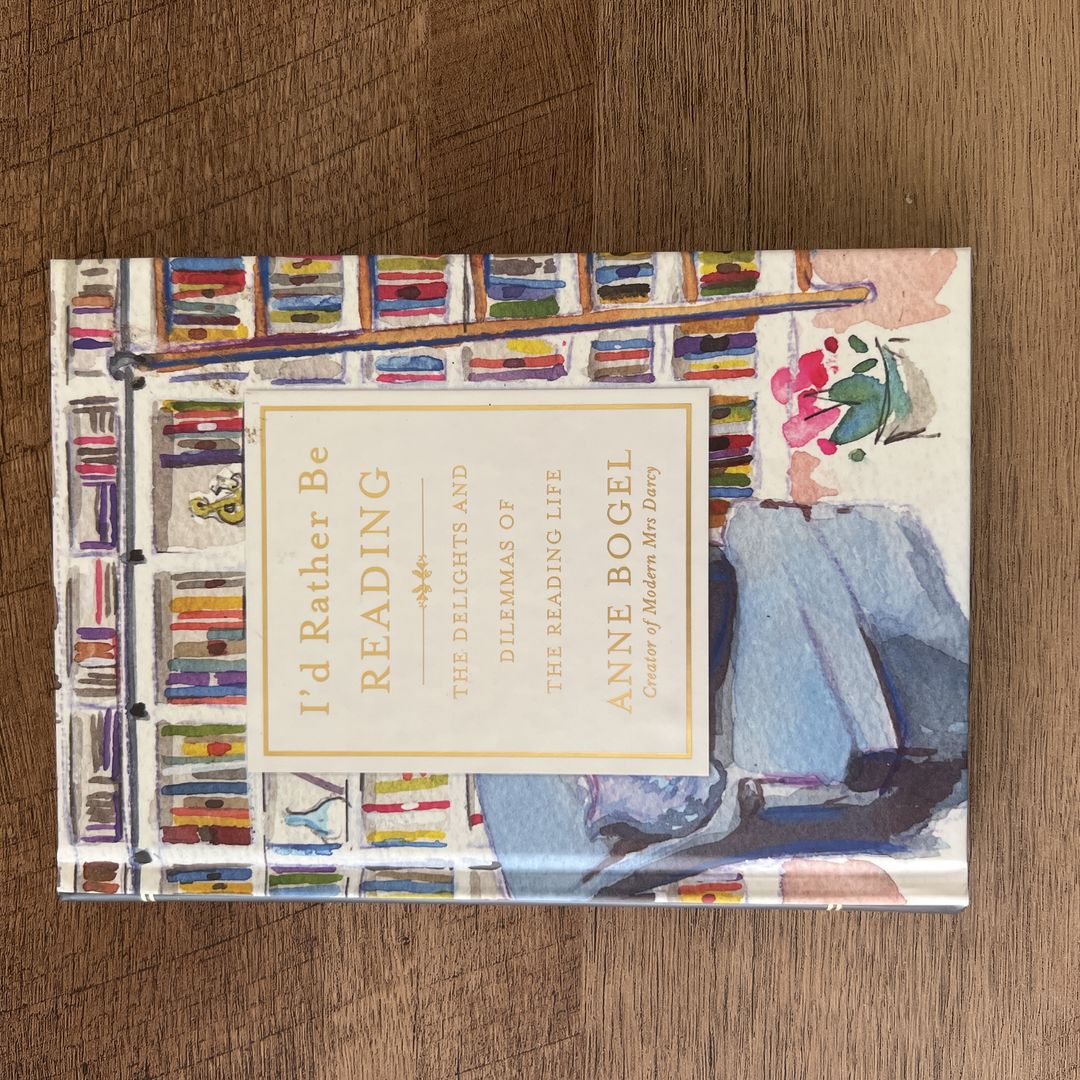 I'd Rather Be
READING
THE DELIGHTS AND
DILEMMAS OF
THE READING LIFE
ANNE BOGEL
Creator of Modern Mrs Darcy